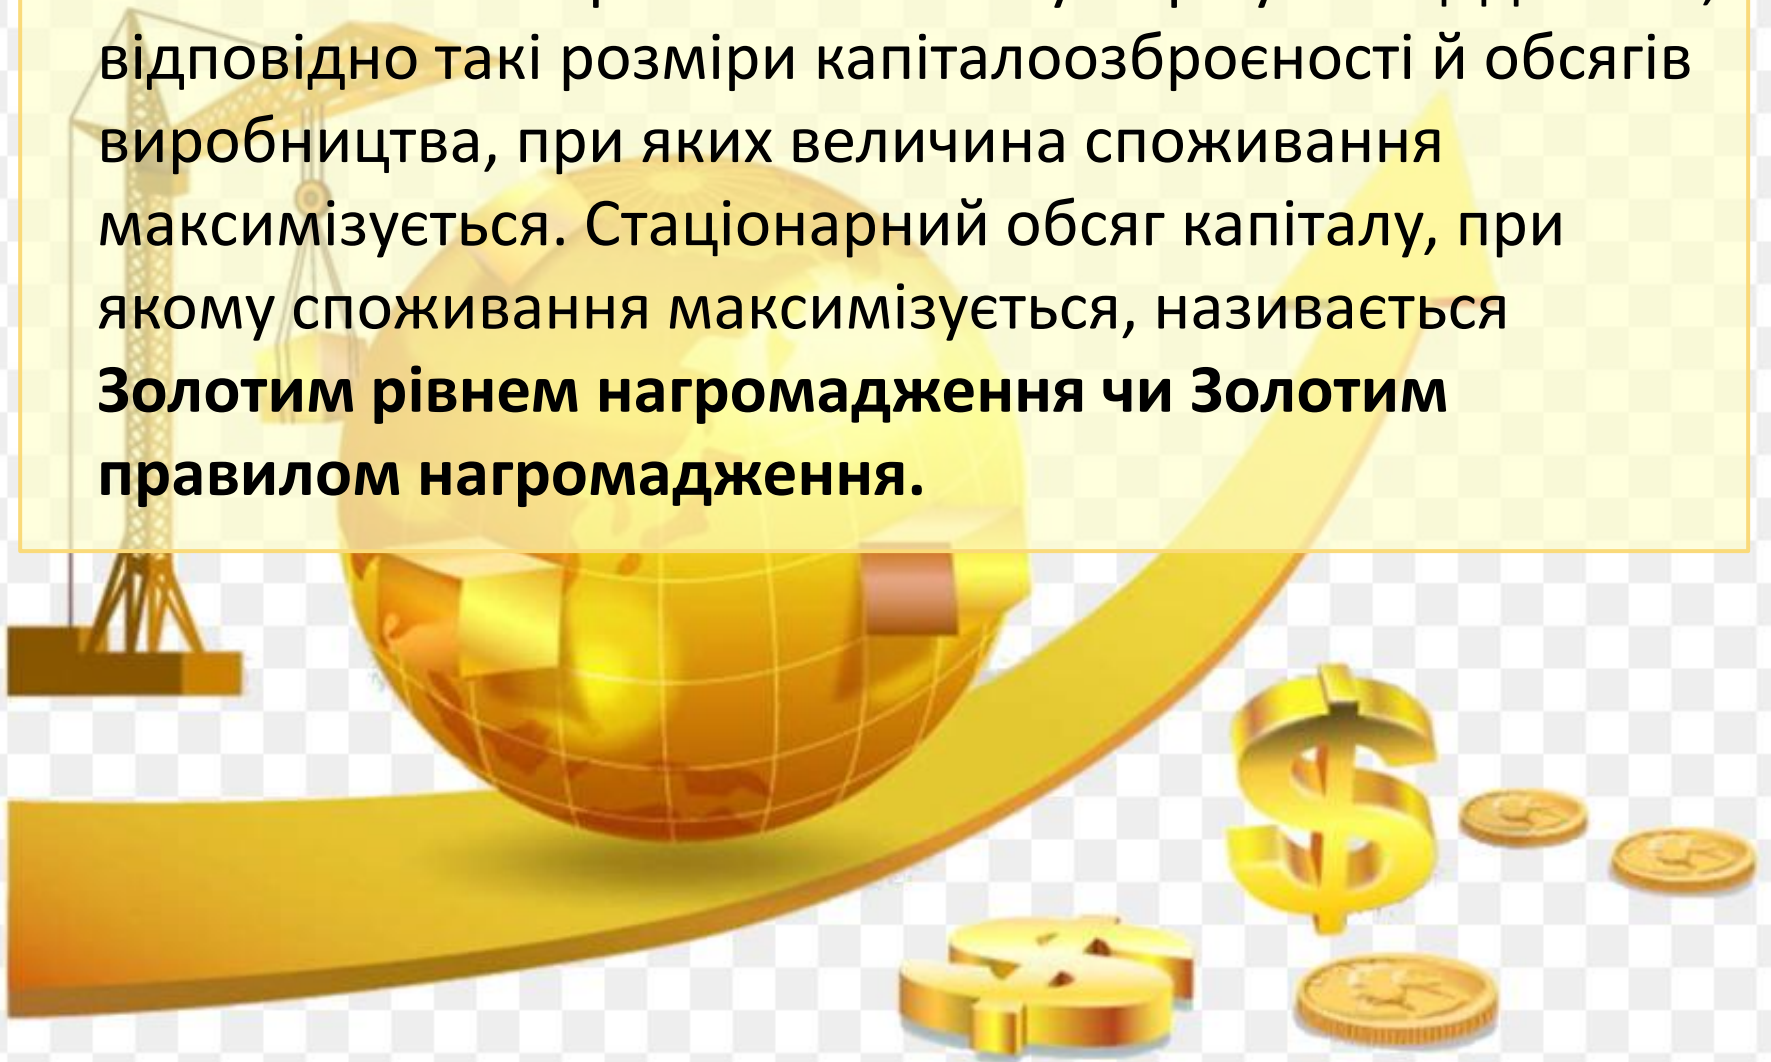 відповідно такі розміри капіталоозброєності й обсягів
виробництва, при яких величина споживання
максимізується. Стаціонарний обсяг капіталу, при
якому споживання максимізується, називається
Золотим рівнем нагромадження чи Золотим
правилом нагромадження.